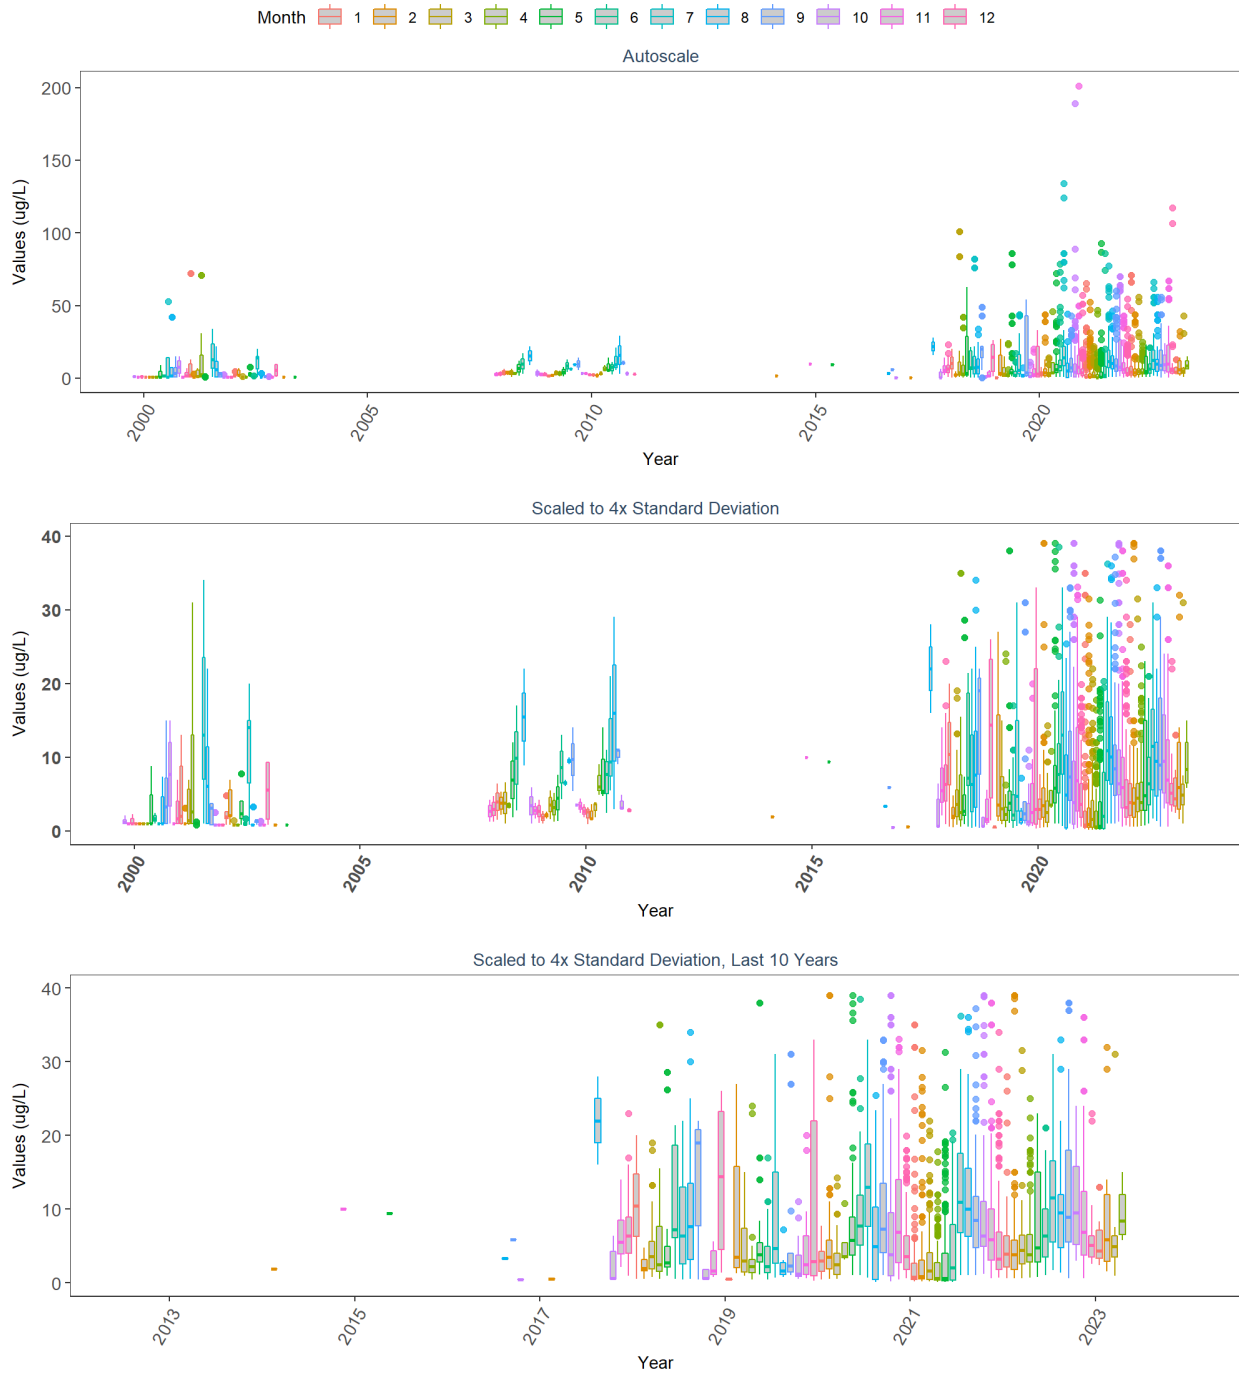 Month 1 2 3 4 5 6 7 8 9 10 11 12
Autoscale
200
150
100
50
0
Values (ug/L)
2000 2005 2010 2015 2020
Year
Scaled to 4x Standard Deviation
40
30
20
10
0
Values (ug/L)
2000 2005 2010 2015 2020
Year
Scaled to 4x Standard Deviation, Last 10 Years
40
30
20
10
0
Values (ug/L)
2013 2015 2017 2019 2021 2023
Year